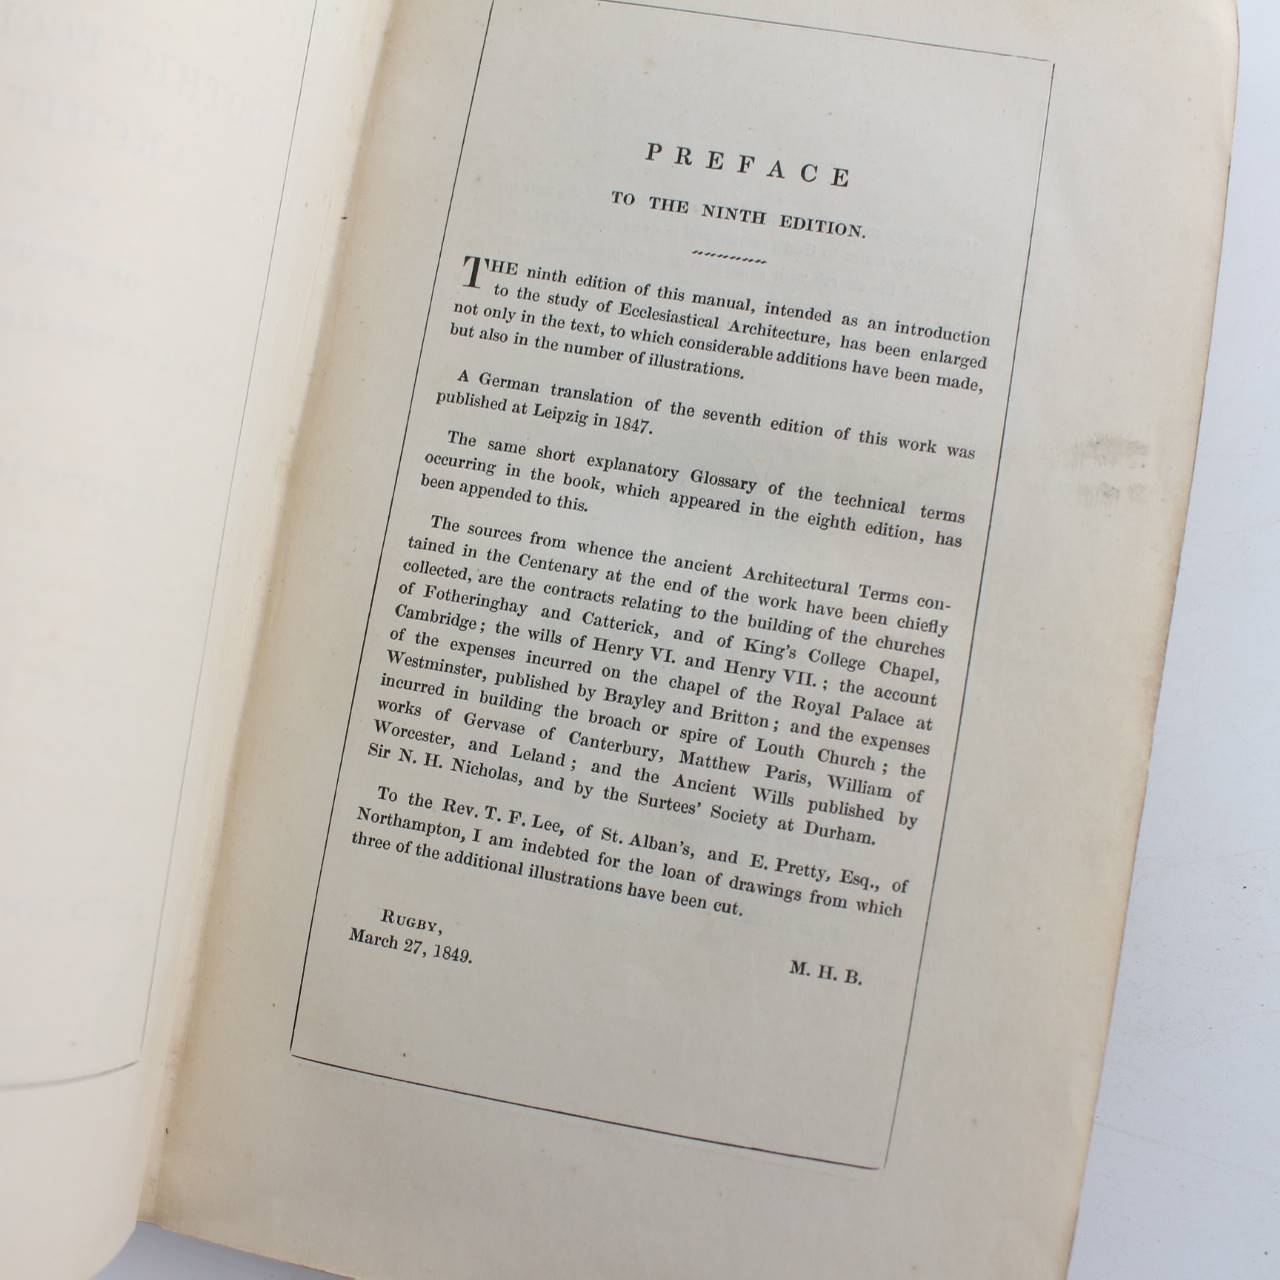 PREFACE
TO THE NINTH EDITION.
THE ninth edition of this manual, intended as an introduction
to the study of Ecclesiastical Architecture, has been enlarged
not only in the text, to which considerable additions have been made,
but also in the number of illustrations.
A German translation of the seventh edition of this work was
published at Leipzig in 1847.
The same short explanatory Glossary of the technical terms
occurring in the book, which appeared in the eighth edition, has
been appended to this.
The sources from whence the ancient Architectural Terms con-
tained in the Centenary at the end of the work have been chiefly
collected, are the contracts relating to the building of the churches
of Fotheringhay and Catterick, and of King's College Chapel,
Cambridge; the wills of Henry VI. and Henry VII.; the account
of the expenses incurred on the chapel of the Royal Palace at
Westminster, published by Brayley and Britton; and the expenses
incurred in building the broach or spire of Louth Church; the
works of Gervase of Canterbury, Matthew Paris, William of
Worcester, and Leland; and the Ancient Wills published by
Sir N. H. Nicholas, and by the Surtees' Society at Durham.
To the Rev. T. F. Lee, of St. Alban's, and E. Pretty, Esq., of
Northampton, I am indebted for the loan of drawings from which
three of the additional illustrations have been cut.
RUGBY,
March 27, 1849.
M. H. B.